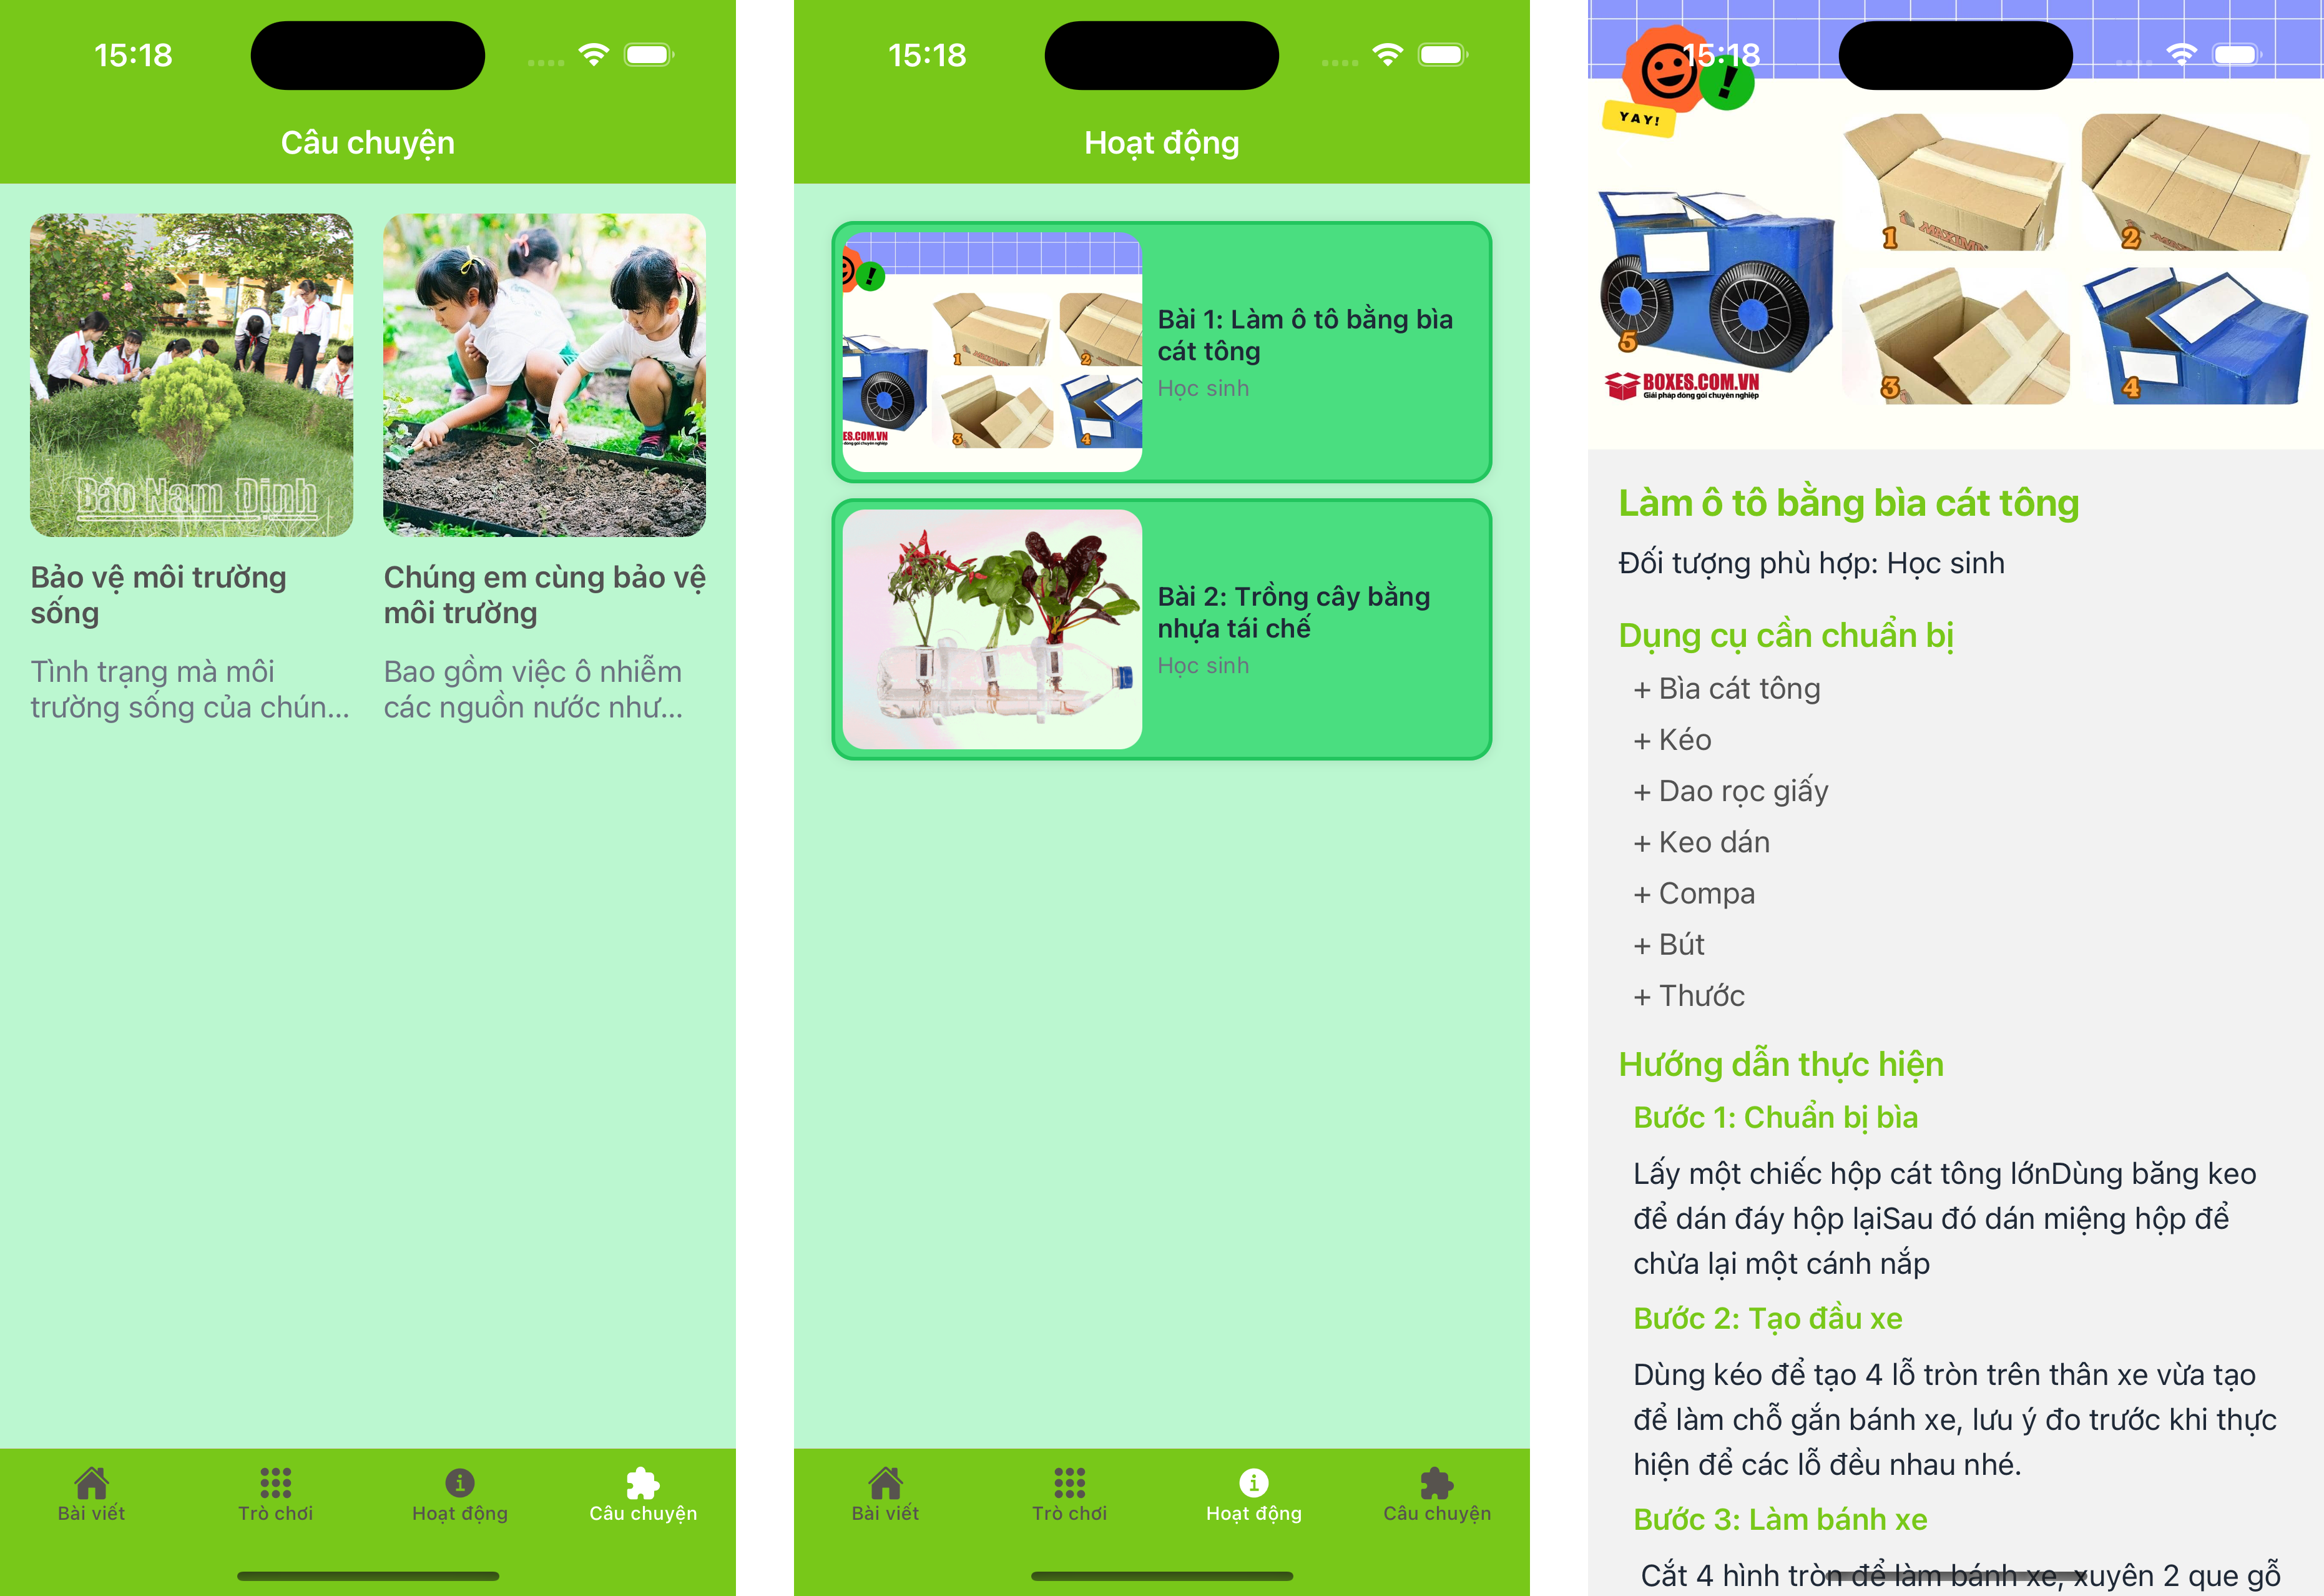 15:18
Câu chuyện
Báo Nam Định
Bảo vệ môi trường
sống
Tình trạng mà môi
trường sống của chún...
Chúng em cùng bảo vệ
môi trường
Bao gồm việc ô nhiễm
các nguồn nước như...
Bài viết
Trò chơi
Hoạt động
Câu chuyện
15:18
Hoạt động
!
1
2
3
4
ES.COM.VN
Bài 1: Làm ô tô bằng bìa
cát tông
Học sinh
Bài 2: Trồng cây bằng
nhựa tái chế
Học sinh
Bài viết
Trò chơi
Hoạt động
Câu chuyện
15:18
!
YAY!
1
2
3
4
5
BOXES.COM.VN
Giải pháp đóng gói chuyên nghiệp
Làm ô tô bằng bìa cát tông
Đối tượng phù hợp: Học sinh
Dụng cụ cần chuẩn bị
+ Bìa cát tông
+ Kéo
+ Dao rọc giấy
+ Keo dán
+ Compa
+ Bút
+ Thước
Hướng dẫn thực hiện
Bước 1: Chuẩn bị bìa
Lấy một chiếc hộp cát tông lớnDùng băng keo
để dán đáy hộp lạiSau đó dán miệng hộp để
chừa lại một cánh nắp
Bước 2: Tạo đầu xe
Dùng kéo để tạo 4 lỗ tròn trên thân xe vừa tạo
để làm chỗ gắn bánh xe, lưu ý đo trước khi thực
hiện để các lỗ đều nhau nhé.
Bước 3: Làm bánh xe
Cắt 4 hình tròn để làm bánh xe, xuyên 2 que gỗ